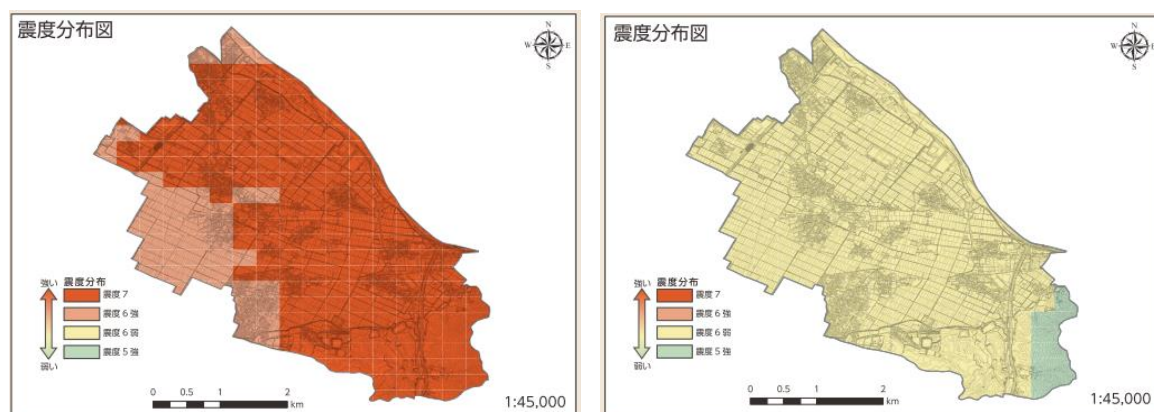 震度分布図
N
W
E
S
強い
震度分布
震度7
震度6強
震度6弱
震度5強
弱い
0 0.5 1 2
km
1:45,000
震度分布図
N
W
E
S
強い
震度分布
震度7
震度6強
震度6弱
震度5強
弱い
0 0.5 1 2
km
1:45,000